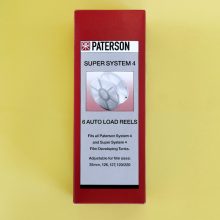 PATERSON
SUPER SYSTEM 4
6 AUTO LOAD REELS
Fits all Paterson System 4
and Super System 4
Film Developing Tanks.
Adjustable for film sizes:
35mm, 126, 127, 120/220